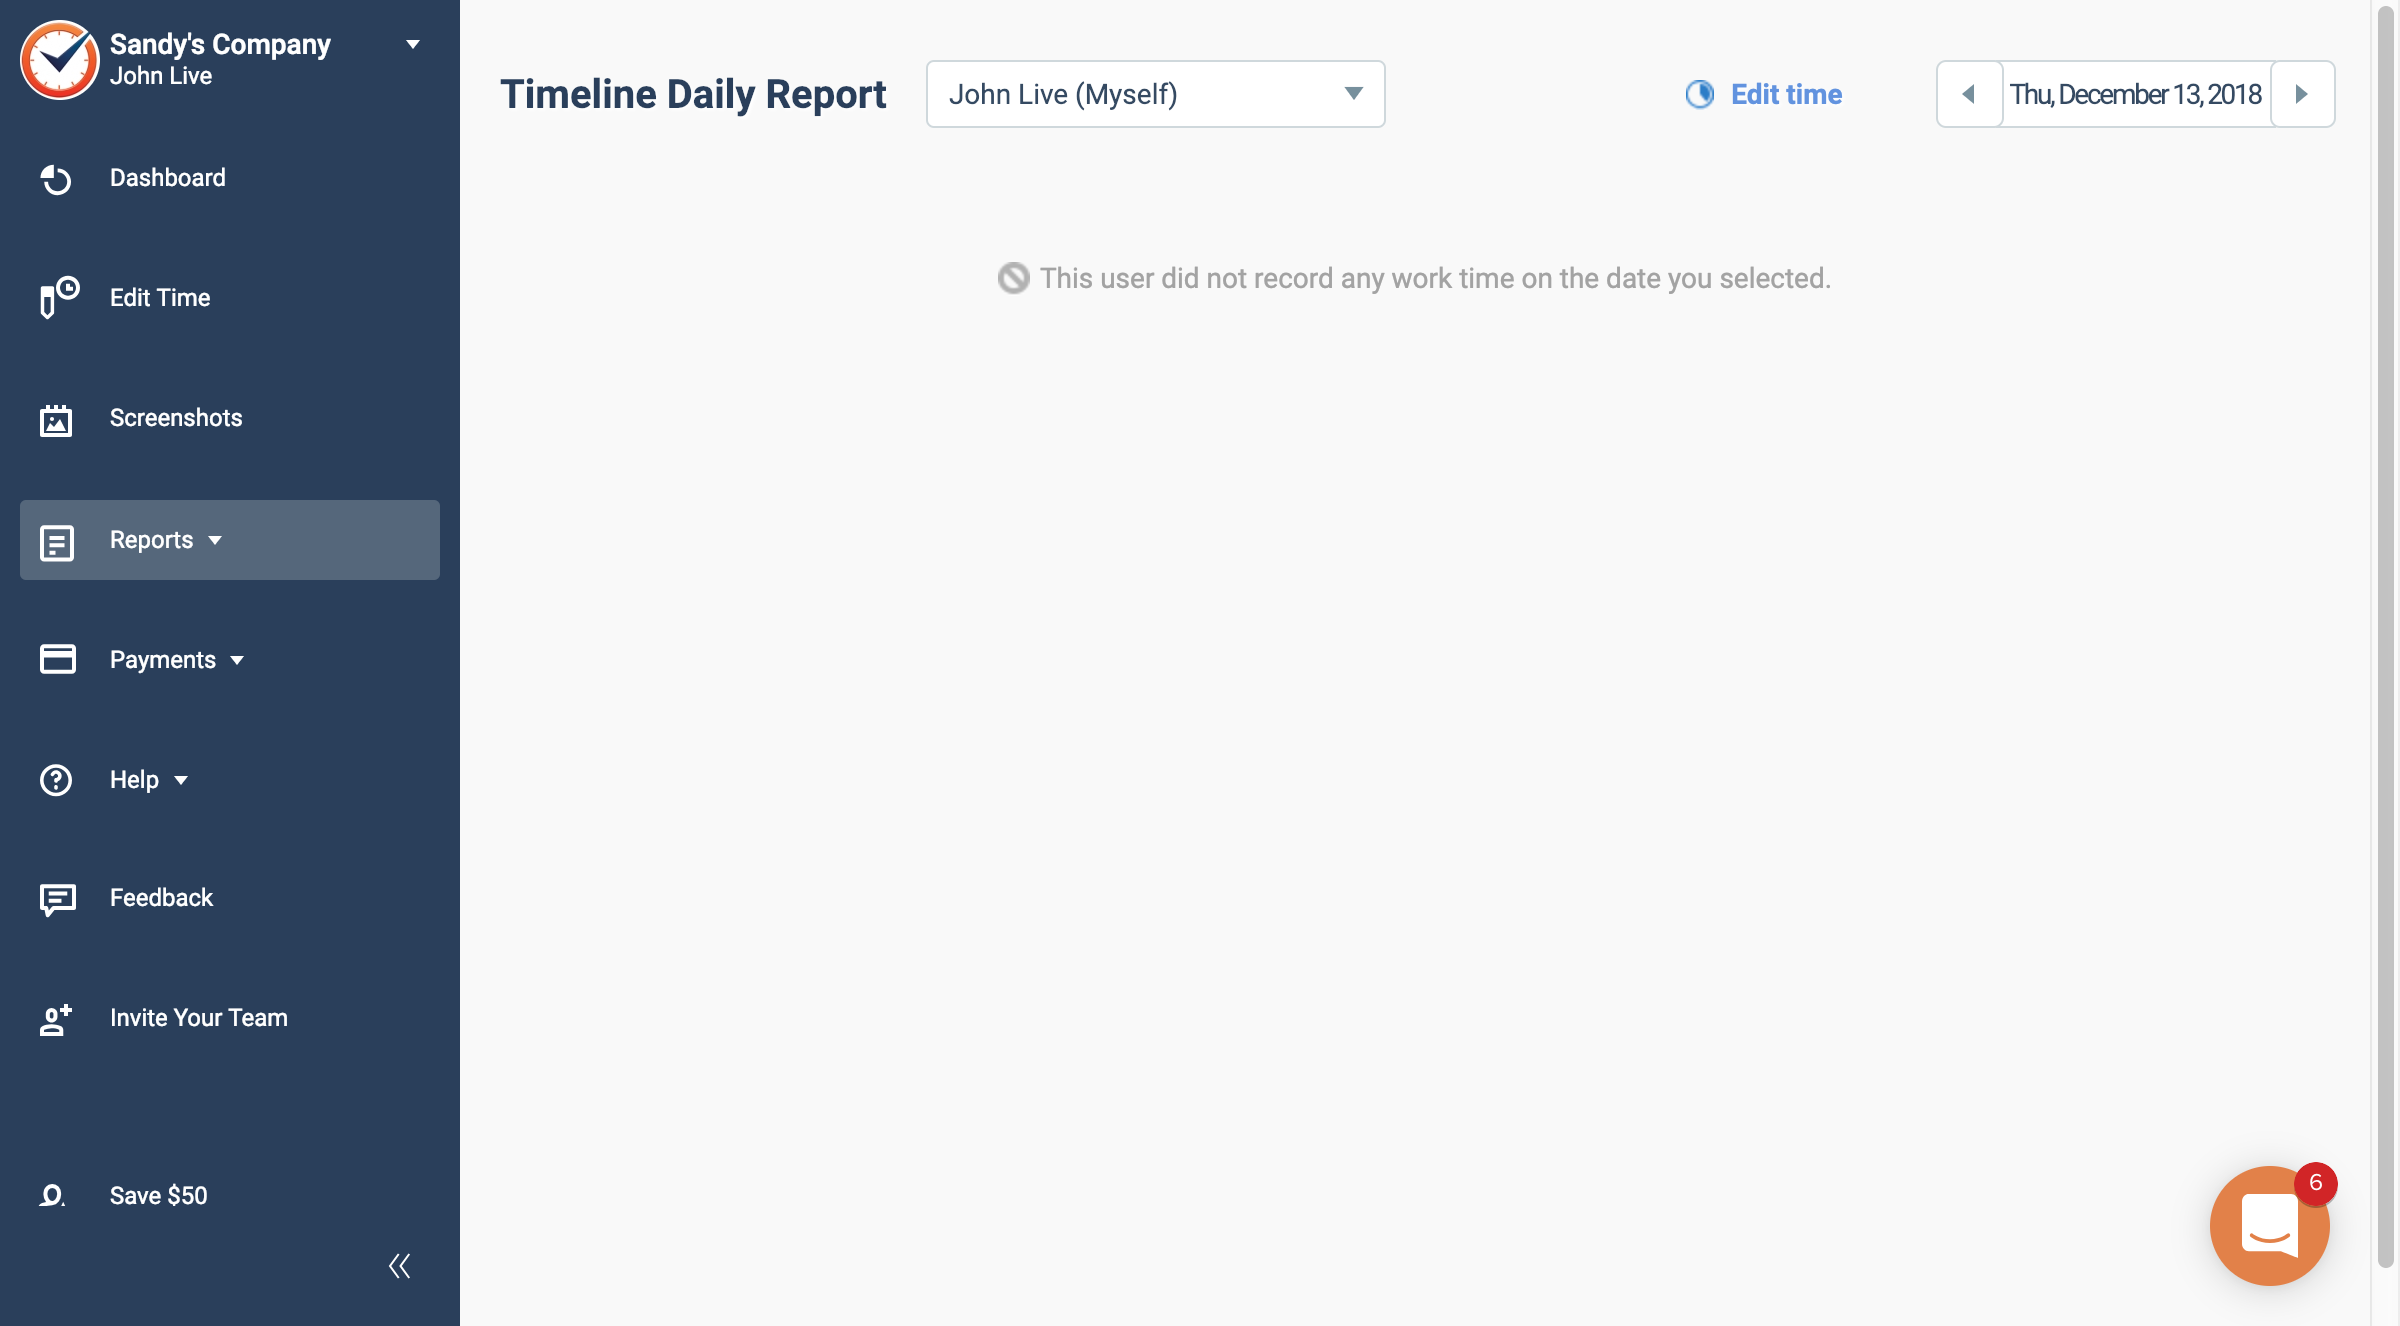 Sandy's Company
John Live
Dashboard
Edit Time
Screenshots
Reports
Payments
Help
Feedback
Invite Your Team
Save $50
Timeline Daily Report
John Live (Myself)
Edit time
Thu, December 13, 2018
This user did not record any work time on the date you selected.
6